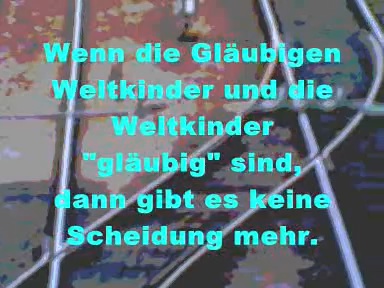 Wenn die Gläubigen
Weltkinder und die
Weltkinder
"gläubig" sind,
dann gibt es keine
Scheidung mehr.